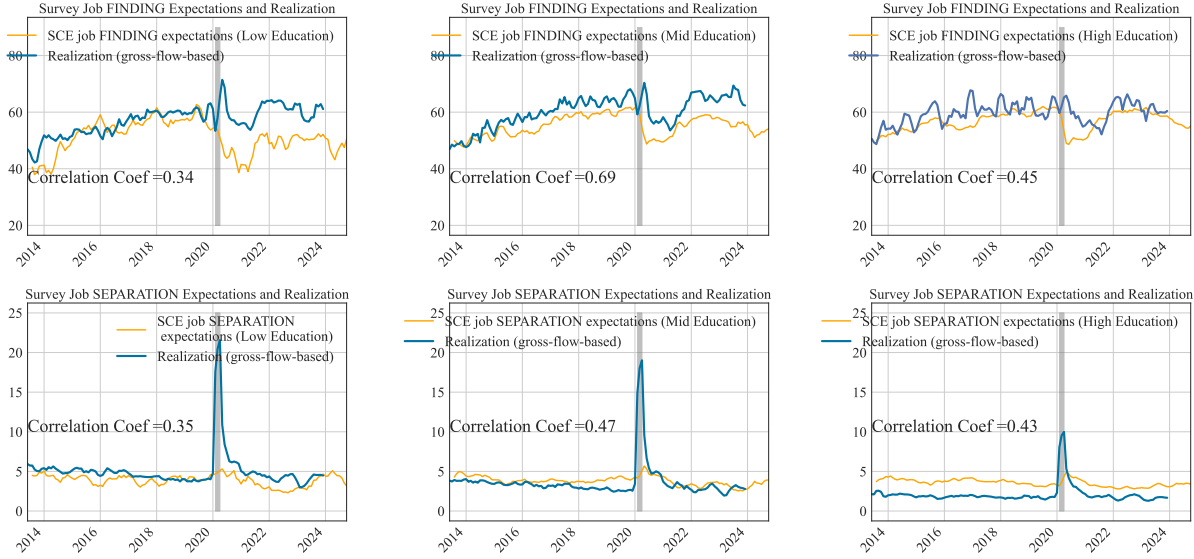 Survey Job FINDING Expectations and Realization
SCE job FINDING expectations (Low Education)
Realization (gross-flow-based)
80
60
40
20
Correlation Coef =0.34
2014
2016
2018
2020
2022
2024
Survey Job FINDING Expectations and Realization
SCE job FINDING expectations (Mid Education)
Realization (gross-flow-based)
80
60
40
20
Correlation Coef =0.69
2014
2016
2018
2020
2022
2024
Survey Job FINDING Expectations and Realization
SCE job FINDING expectations (High Education)
Realization (gross-flow-based)
80
60
40
20
Correlation Coef =0.45
2014
2016
2018
2020
2022
2024
Survey Job SEPARATION Expectations and Realization
SCE job SEPARATION
expectations (Low Education)
Realization (gross-flow-based)
25
20
15
10
5
0
Correlation Coef =0.35
2014
2016
2018
2020
2022
2024
Survey Job SEPARATION Expectations and Realization
SCE job SEPARATION expectations (Mid Education)
Realization (gross-flow-based)
25
20
15
10
5
0
Correlation Coef =0.47
2014
2016
2018
2020
2022
2024
Survey Job SEPARATION Expectations and Realization
SCE job SEPARATION expectations (High Education)
Realization (gross-flow-based)
25
20
15
10
5
0
Correlation Coef =0.43
2014
2016
2018
2020
2022
2024